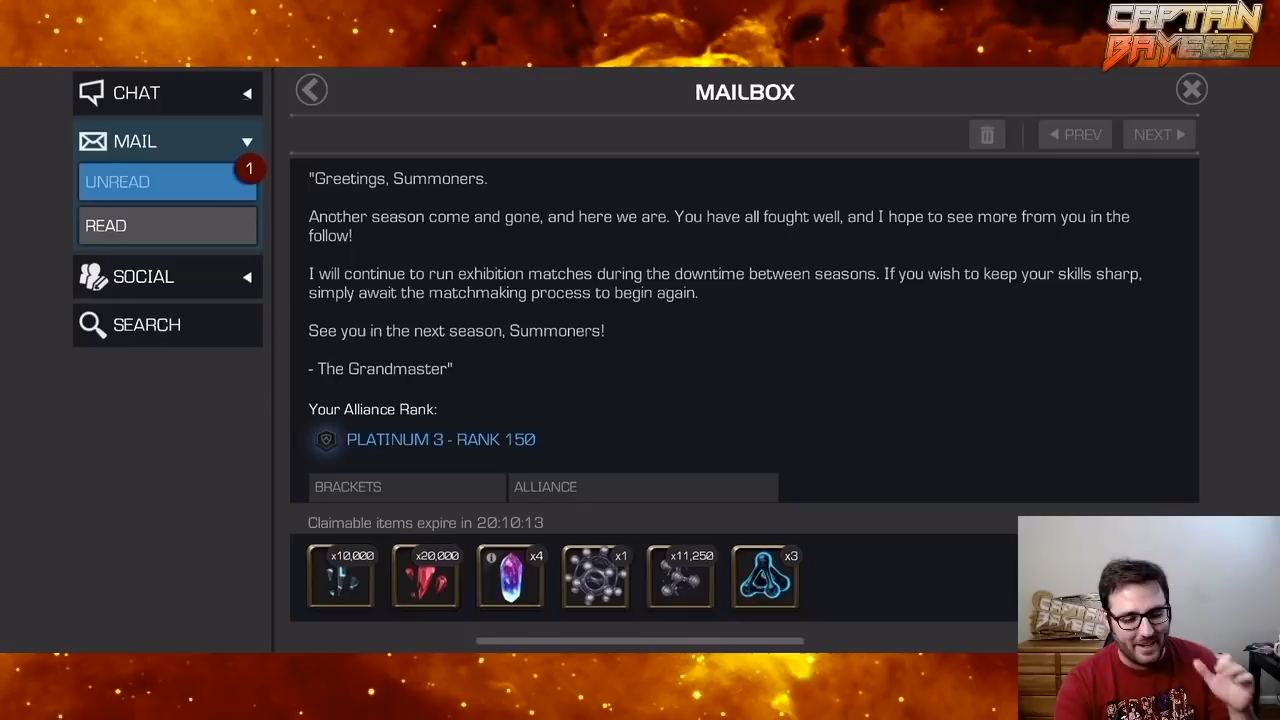 CAPTAIN
BAYEEE
CHAT
MAILBOX
MAIL
PREV
NEXT
1
UNREAD
READ
SOCIAL
SEARCH
"Greetings, Summoners.
Another season come and gone, and here we are. You have all fought well, and I hope to see more from you in the
follow!
I will continue to run exhibition matches during the downtime between seasons. If you wish to keep your skills sharp,
simply await the matchmaking process to begin again.
See you in the next season, Summoners!
- The Grandmaster"
Your Alliance Rank:
PLATINUM 3 - RANK 150
BRACKETS
ALLIANCE
Claimable items expire in 20:10:13
x10,000
x20,000
x4
x1
x11,250
x3
CAPTAIN
BAYEEE